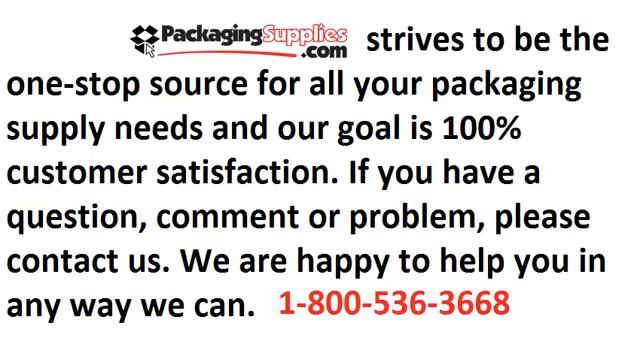 PackagingSupplies.com strives to be the
one-stop source for all your packaging
supply needs and our goal is 100%
customer satisfaction. If you have a
question, comment or problem, please
contact us. We are happy to help you in
any way we can. 1-800-536-3668